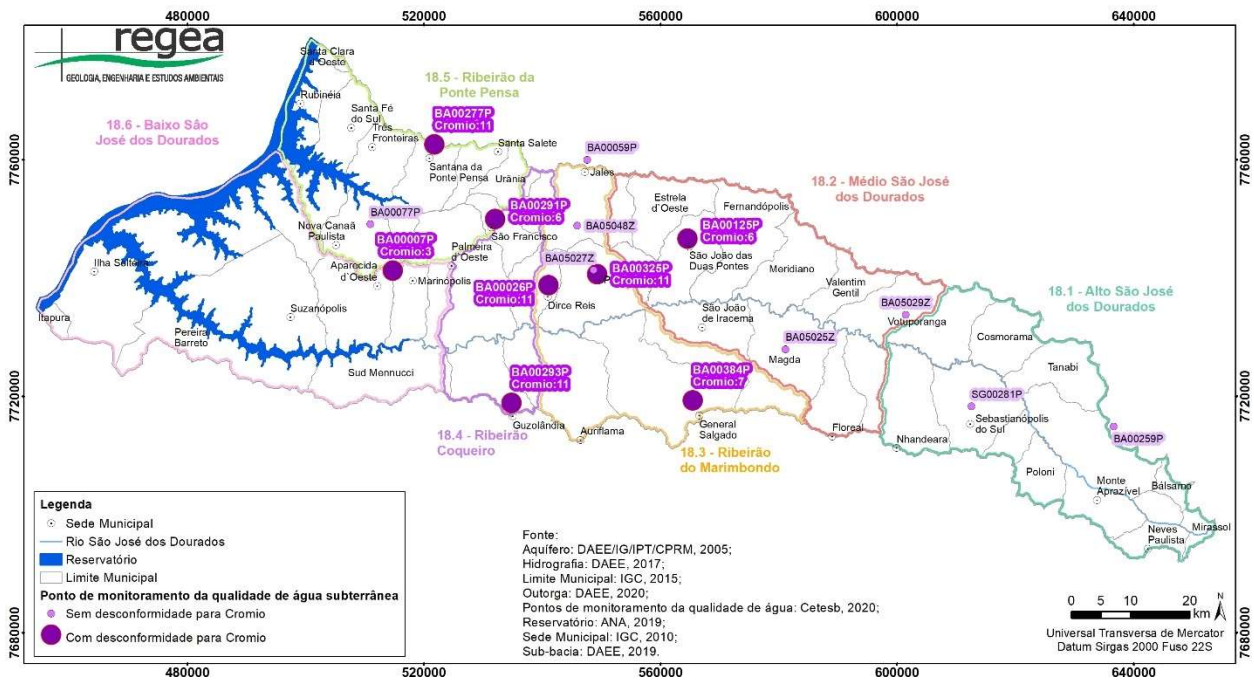 480000
520000
560000
600000
640000
regea
GEOLOGIA, ENGENHARIA E ESTUDOS AMBIENTAIS
Santa Clara
d'Oeste
Rubinéia
Santa Fé
do Sul
Três
Fronteiras
18.5 - Ribeirão da
Ponte Pensa
BA00277P
Cromio:11
18.6 - Baixo São
José dos Dourados
Santa Salete
Santana da
Ponte Pensa
Urânia
BA00059P
Jales
18.2 - Médio São José
dos Dourados
7760000
7760000
Estrela
d'Oeste
Fernandópolis
BA00077P
BA00291P
Cromio:6
São Francisco
BA05048Z
BA00125P
Cromio:6
São João das
Duas Pontes
Nova Canaã
Paulista
BA00007P
Cromio:3
Palmeira
d'Oeste
BA05027Z
BA00325P
Cromio:11
P
Meridiano
Ilha Solteira
Aparecida
d'Oeste
Marinópolis
BA00026P
Cromio:11
Dirce Reis
Valentim
Gentil
18.1 - Alto São José
dos Dourados
Itapura
Suzanópolis
São João
de Iracema
BA05029Z
Votuporanga
Cosmorama
Pereira
Barreto
BA05025Z
Magda
Tanabi
Sud Mennucci
BA00293P
Cromio:11
BA00384P
Cromio:7
SG00281P
Sebastianópolis
do Sul
7720000
7720000
Guzolândia
General
Salgado
Floreal
BA00259P
18.4 - Ribeirão
Coqueiro
Auriflama
18.3 - Ribeirão
do Marimbondo
Nhandeara
Poloni
Monte
Aprazível
Bálsamo
Neves
Paulista
Mirassol
Legenda
Sede Municipal
Rio São José dos Dourados
Reservatório
Limite Municipal
Ponto de monitoramento da qualidade de água subterrânea
Sem desconformidade para Cromio
Com desconformidade para Cromio
Fonte:
Aquífero: DAEE/IG/IPT/CPRM, 2005;
Hidrografia: DAEE, 2017;
Limite Municipal: IGC, 2015;
Outorga: DAEE, 2020;
Pontos de monitoramento da qualidade de água: Cetesb, 2020;
Reservatório: ANA, 2019;
Sede Municipal: IGC, 2010;
Sub-bacia: DAEE, 2019.
0 5 10 20
km
N
Universal Transversa de Mercator
Datum Sirgas 2000 Fuso 22S
7680000
7680000
480000
520000
560000
600000
640000